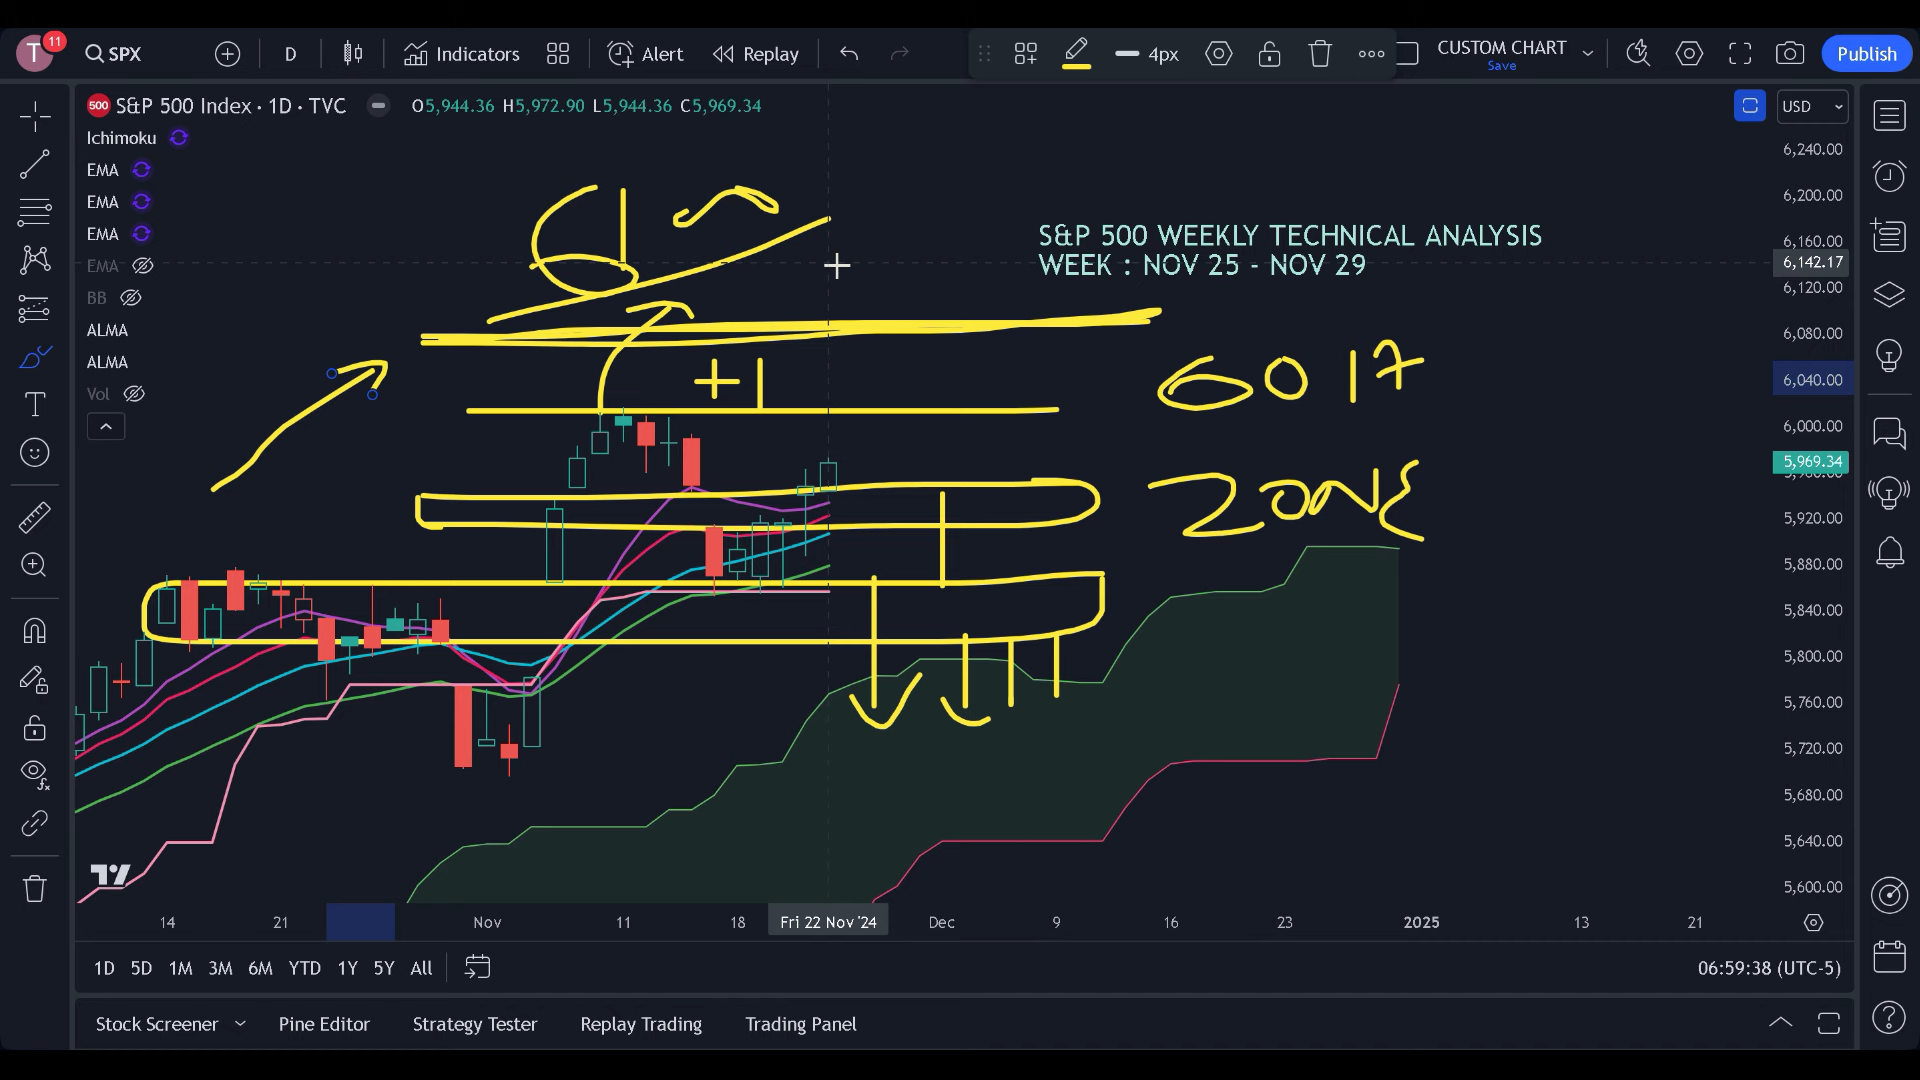 T 11 SPX D Indicators Alert Replay 4px CUSTOM CHART Save Publish
500 S&P 500 Index · 1D · TVC O5,944.36 H5,972.90 L5,944.36 C5,969.34 USD
Ichimoku
EMA
EMA
EMA
EMA
BB
ALMA
ALMA
Vol
S&P 500 WEEKLY TECHNICAL ANALYSIS
WEEK : NOV 25 - NOV 29
+1
6017
ZONE
6,240.00
6,200.00
6,160.00
6,142.17
6,120.00
6,080.00
6,040.00
6,000.00
5,969.34
5,920.00
5,880.00
5,840.00
5,800.00
5,760.00
5,720.00
5,680.00
5,640.00
5,600.00
14 21 Nov 11 18 Fri 22 Nov '24 Dec 9 16 23 2025 13 21
1D 5D 1M 3M 6M YTD 1Y 5Y All 06:59:38 (UTC-5)
Stock Screener Pine Editor Strategy Tester Replay Trading Trading Panel